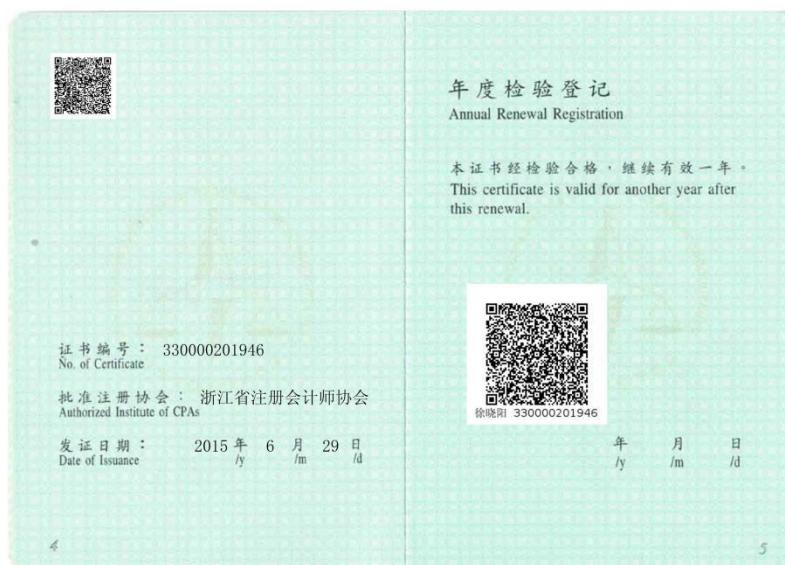 证书编号： 330000201946
No. of Certificate
批准注册协会： 浙江省注册会计师协会
Authorized Institute of CPAs
发证日期： 2015 年 6 月 29 日
Date of Issuance /y /m /d
4
年度检验登记
Annual Renewal Registration
本证书经检验合格，继续有效一年。
This certificate is valid for another year after
this renewal.
徐晓阳 330000201946
年 月 日
/y /m /d
5